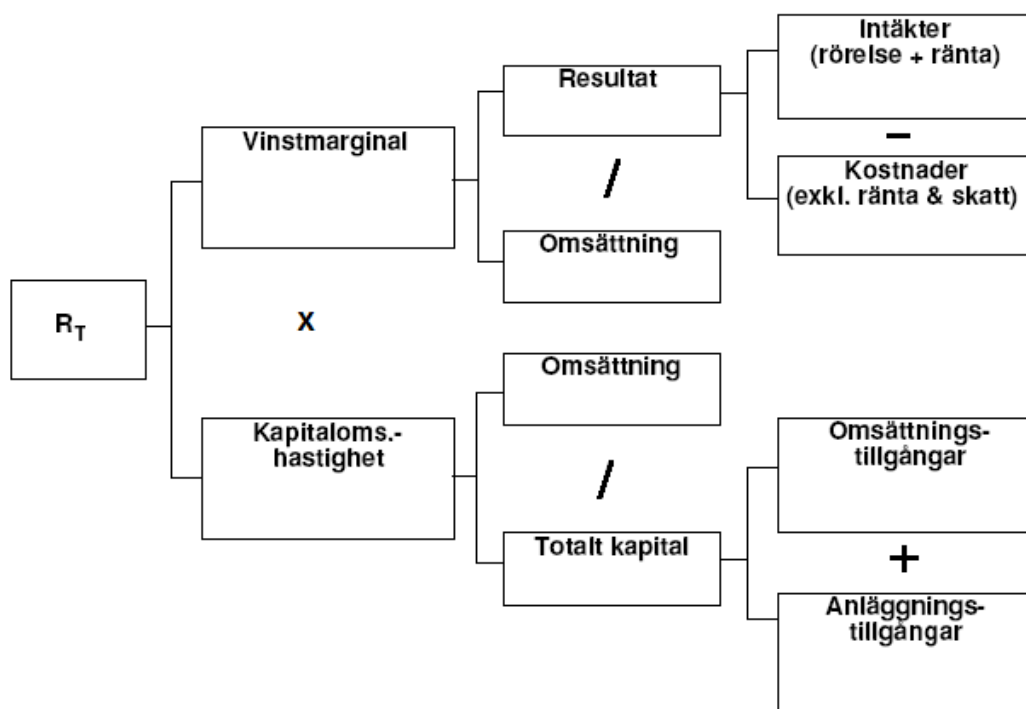 Intäkter
(rörelse + ränta)
Resultat
–
Vinstmarginal
/
Kostnader
(exkl. ränta & skatt)
Omsättning
R_T
x
Omsättning
Kapitaloms.-
hastighet
/
Omsättnings-
tillgångar
Totalt kapital
+
Anläggnings-
tillgångar